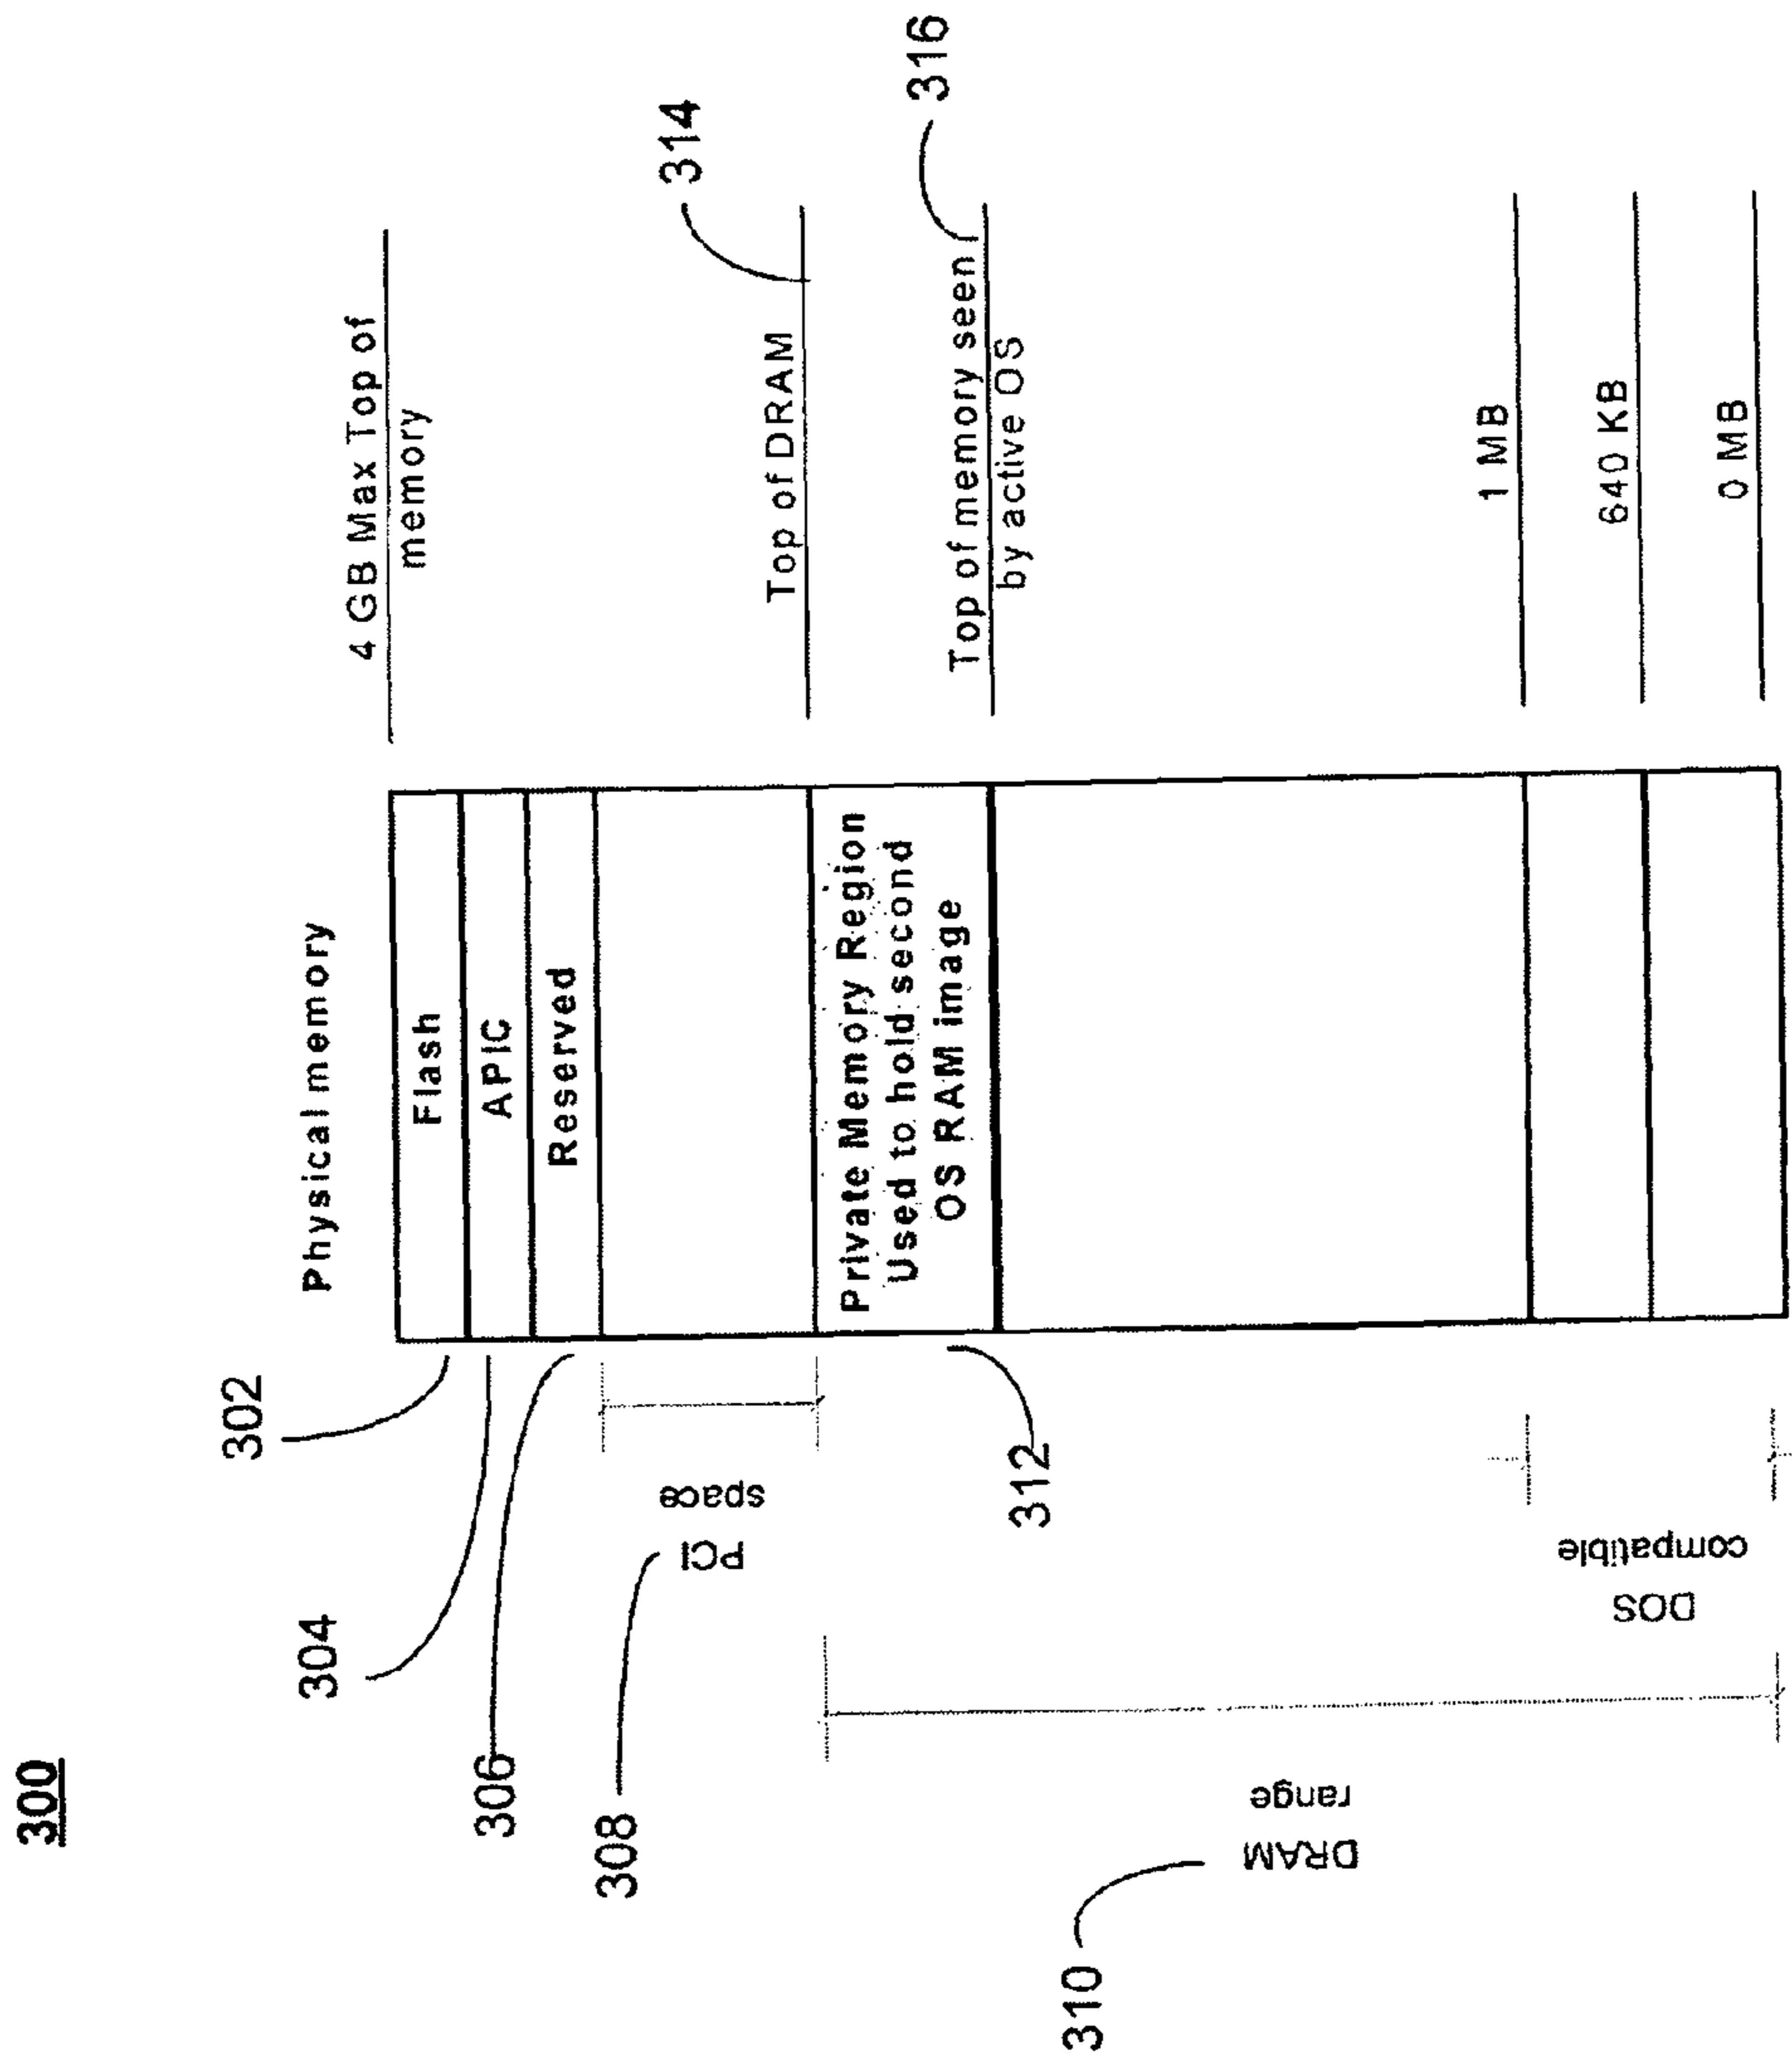 300
Physical memory
302
Flash
4 GB Max Top of
memory
304
APIC
306
Reserved
308
PCI
space
Top of DRAM
314
Private Memory Region
Used to hold second
OS RAM image
312
Top of memory seen
by active OS
316
310
DRAM
range
DOS
compatible
1 MB
640 KB
0 MB